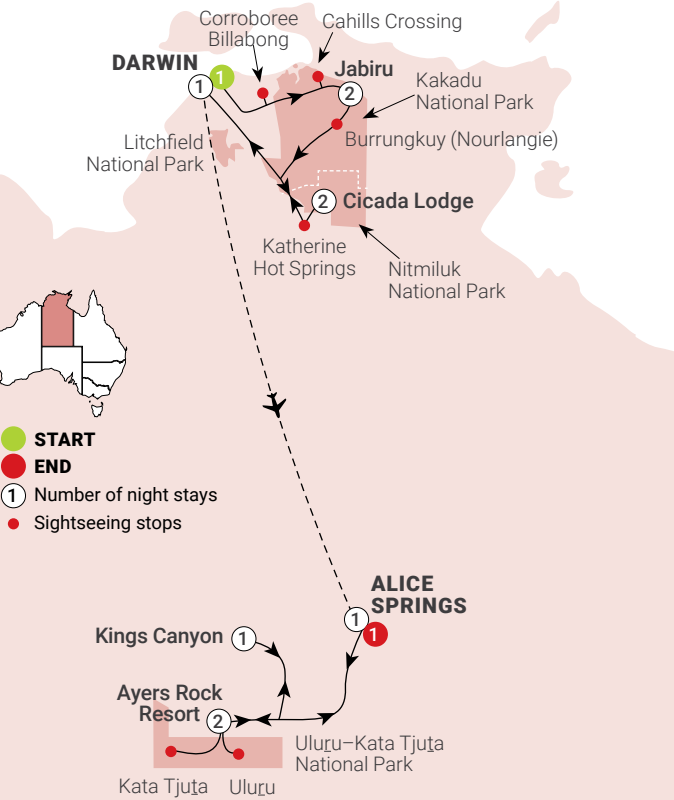 Corroboree
Billabong
Cahills Crossing
DARWIN
1
1
Jabiru
2
Kakadu
National Park
Litchfield
National Park
Burrungkuy (Nourlangie)
2
Cicada Lodge
Katherine
Hot Springs
Nitmiluk
National Park
START
END
1
Number of night stays
Sightseeing stops
ALICE
SPRINGS
1
1
Kings Canyon
1
Ayers Rock
Resort
2
Uluṟu–Kata Tjuṯa
National Park
Kata Tjuṯa
Uluṟu